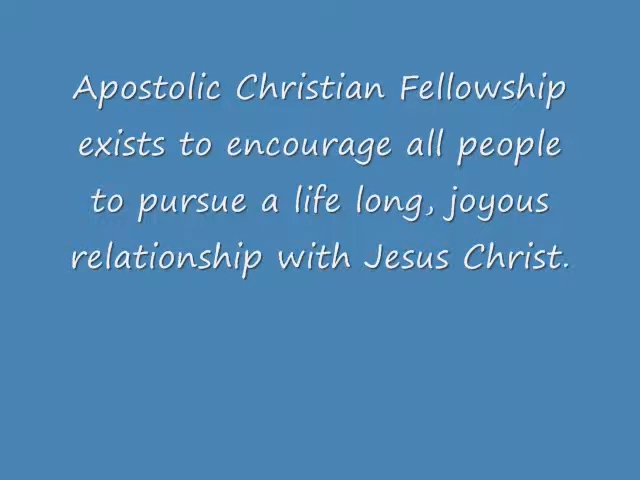 Apostolic Christian Fellowship
exists to encourage all people
to pursue a life long, joyous
relationship with Jesus Christ.